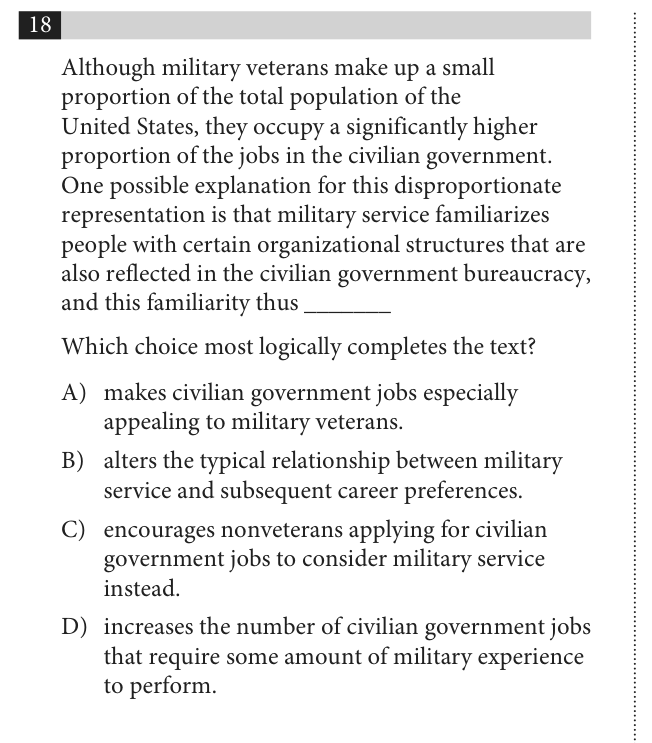 18
Although military veterans make up a small
proportion of the total population of the
United States, they occupy a significantly higher
proportion of the jobs in the civilian government.
One possible explanation for this disproportionate
representation is that military service familiarizes
people with certain organizational structures that are
also reflected in the civilian government bureaucracy,
and this familiarity thus _______
Which choice most logically completes the text?
A) makes civilian government jobs especially
appealing to military veterans.
B) alters the typical relationship between military
service and subsequent career preferences.
C) encourages nonveterans applying for civilian
government jobs to consider military service
instead.
D) increases the number of civilian government jobs
that require some amount of military experience
to perform.